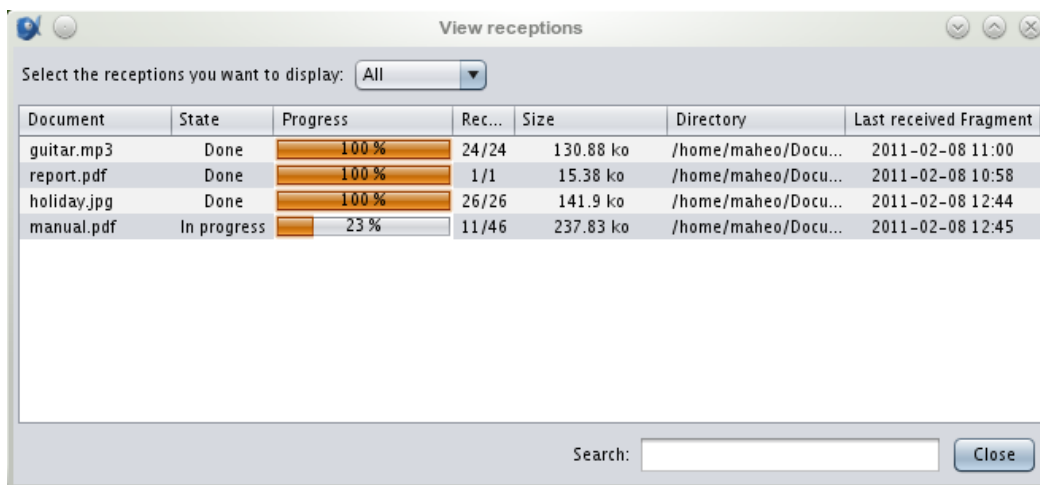 View receptions
Select the receptions you want to display: All
Document State Progress Rec... Size Directory Last received Fragment
guitar.mp3 Done 100 % 24/24 130.88 ko /home/maheo/Docu... 2011-02-08 11:00
report.pdf Done 100 % 1/1 15.38 ko /home/maheo/Docu... 2011-02-08 10:58
holiday.jpg Done 100 % 26/26 141.9 ko /home/maheo/Docu... 2011-02-08 12:44
manual.pdf In progress 23 % 11/46 237.83 ko /home/maheo/Docu... 2011-02-08 12:45
Search: Close